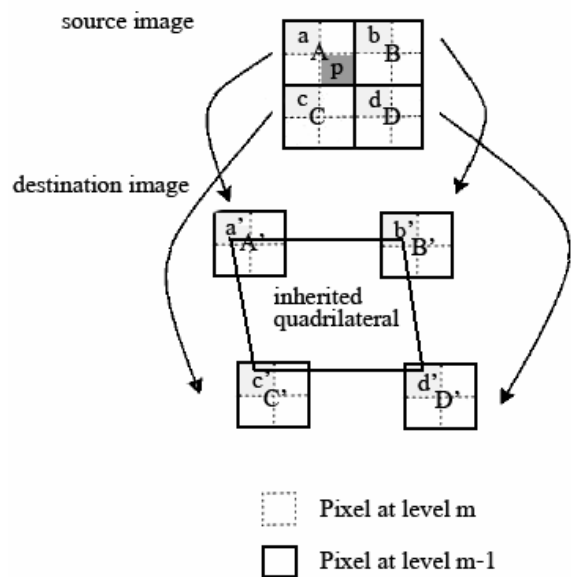 source image
a
b
A
B
p
c
d
C
D
destination image
a'
A'
b'
B'
inherited
quadrilateral
c'
C'
d'
D'
Pixel at level m
Pixel at level m-1